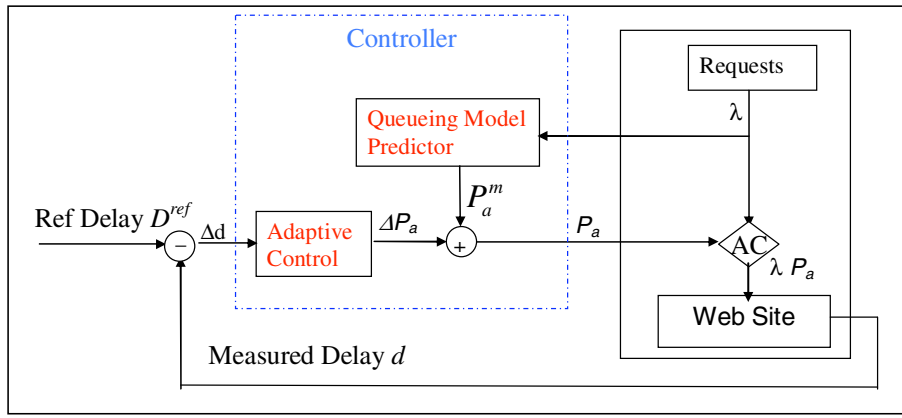 Controller
Requests
λ
Queueing Model
Predictor
P_a^m
Ref Delay D^ref
−
Δd
Adaptive
Control
ΔP_a
+
P_a
AC
λ P_a
Web Site
Measured Delay d